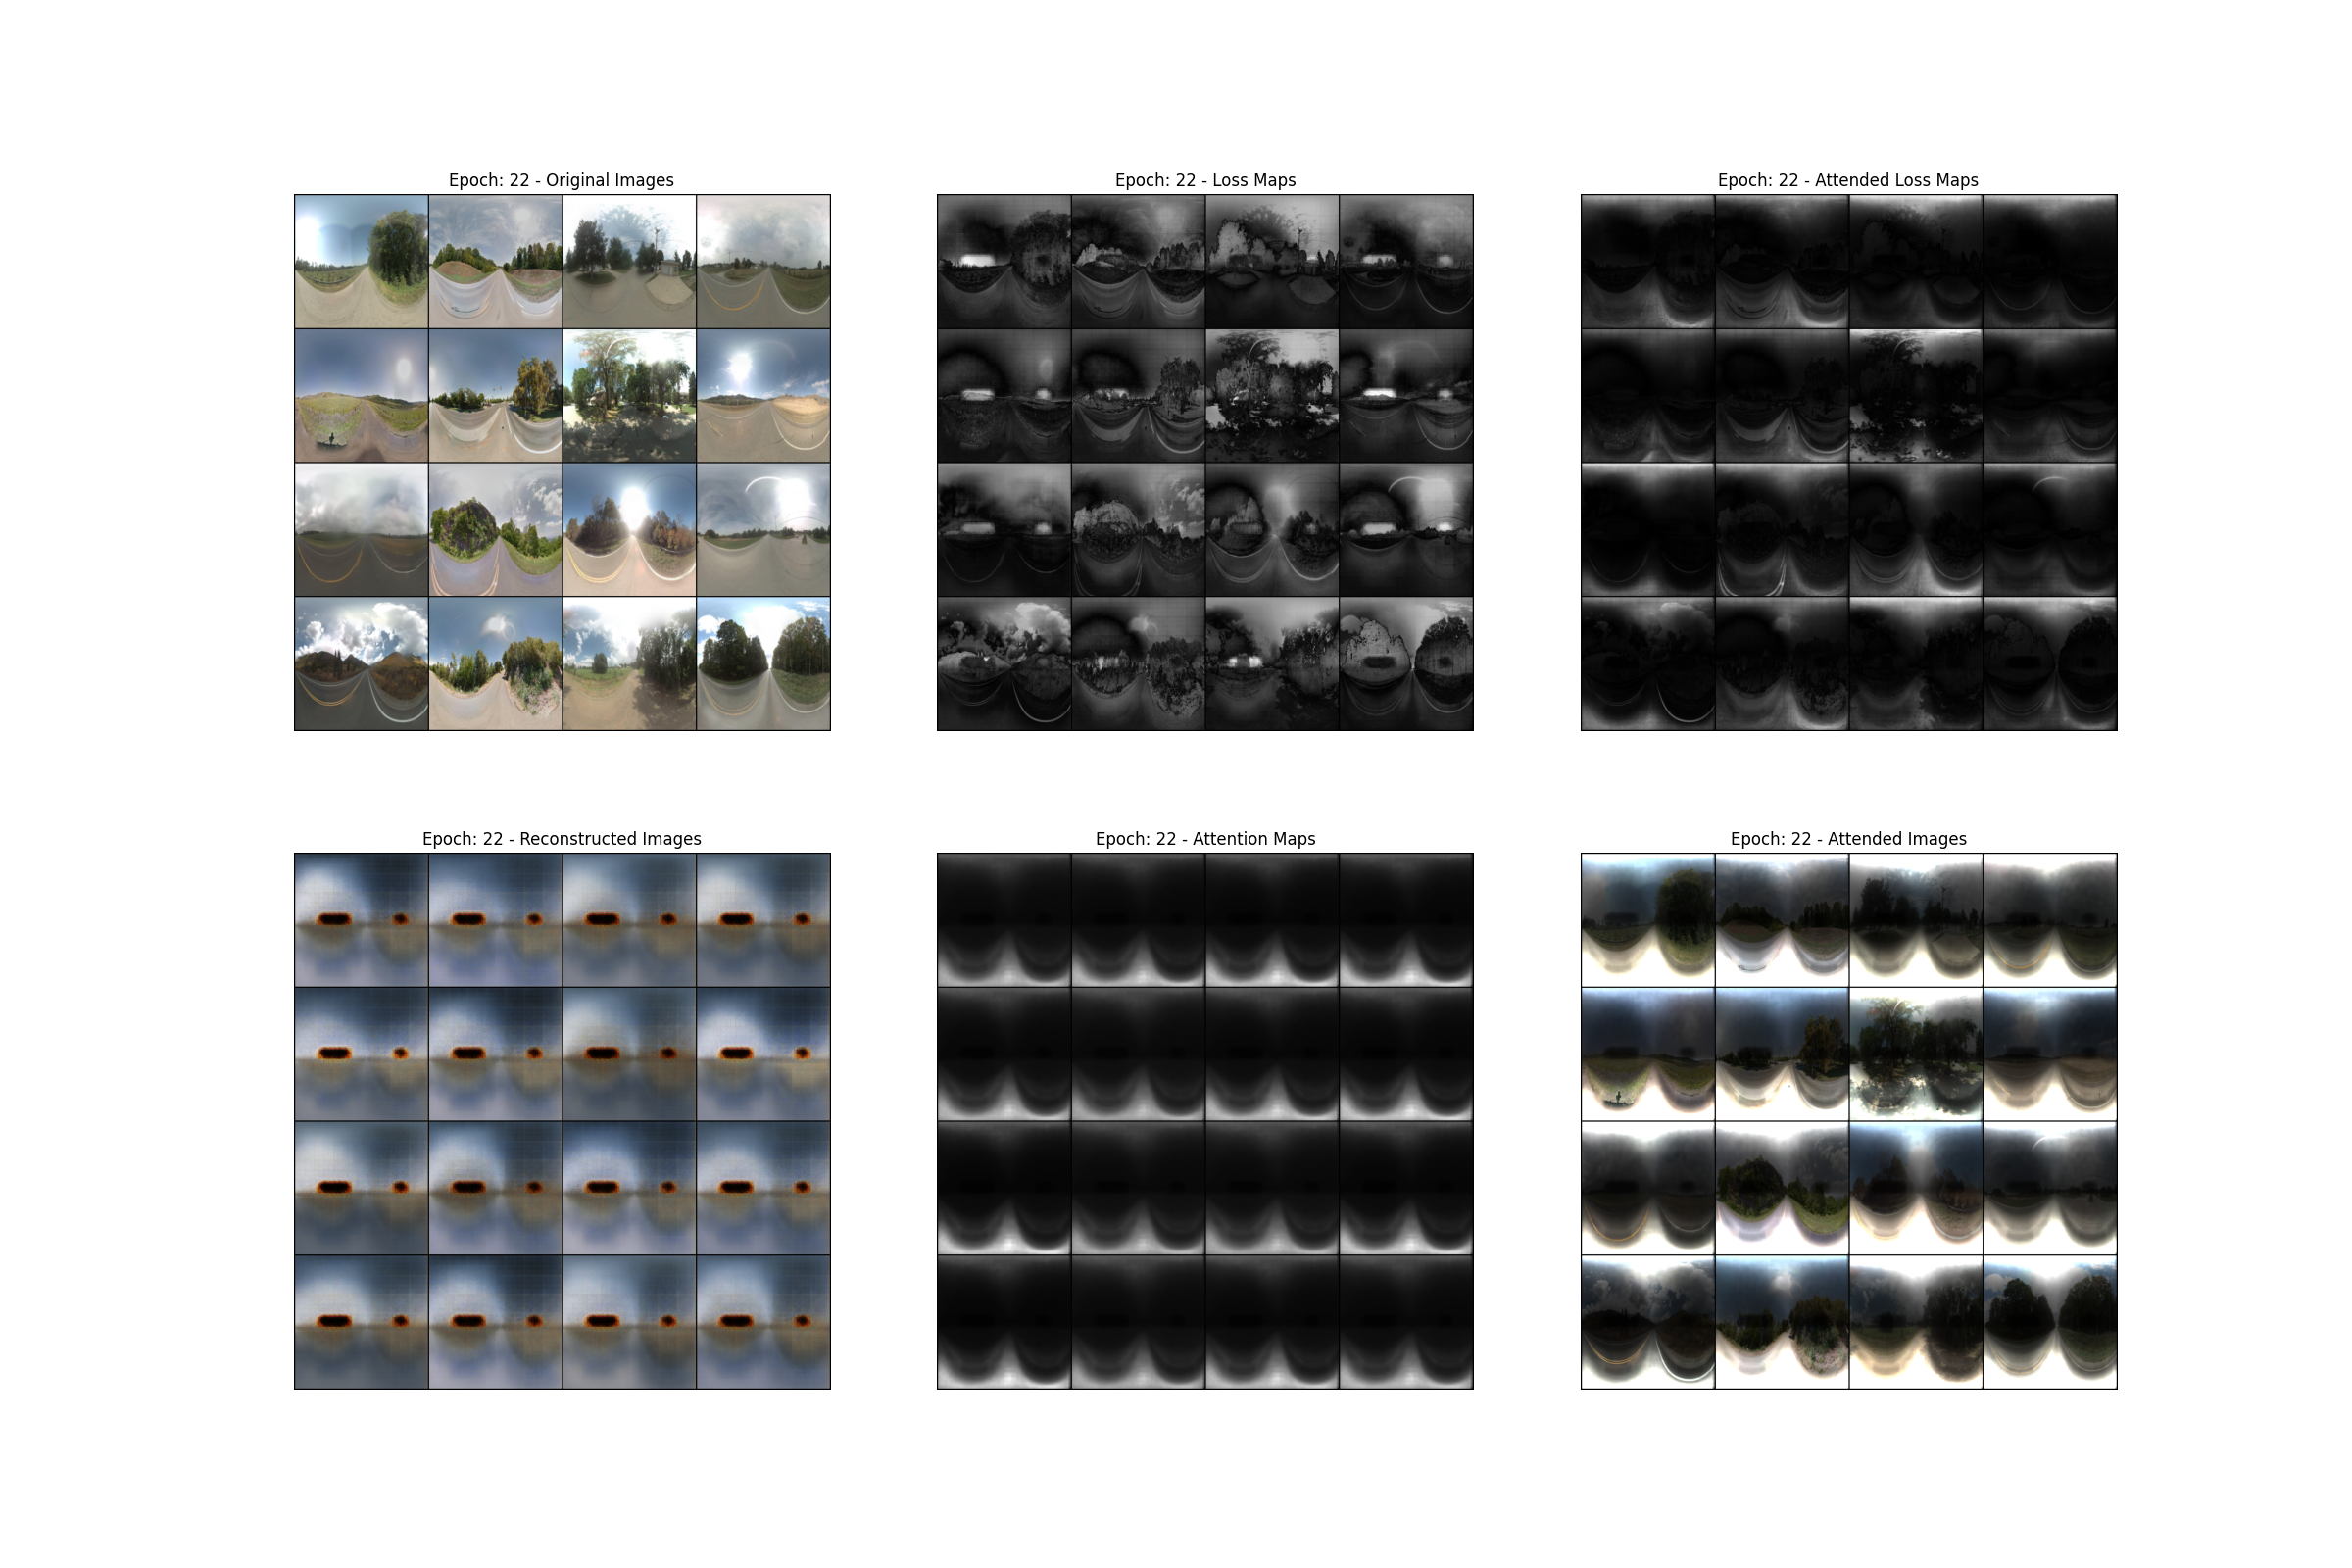 Epoch: 22 - Original Images
Epoch: 22 - Loss Maps
Epoch: 22 - Attended Loss Maps
Epoch: 22 - Reconstructed Images
Epoch: 22 - Attention Maps
Epoch: 22 - Attended Images